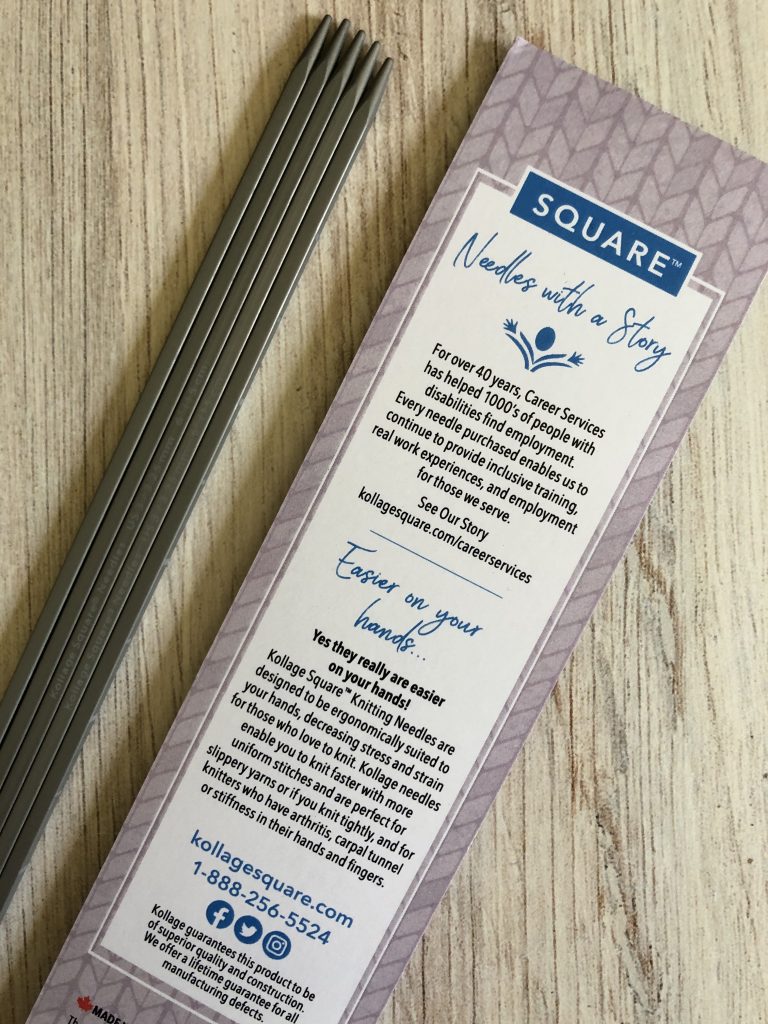 SQUARE™
Needles with a Story
For over 40 years, Career Services
has helped 1000's of people with
disabilities find employment.
Every needle purchased enables us to
continue to provide inclusive training,
real work experiences, and employment
for those we serve.
See Our Story
kollagesquare.com/careerservices
Easier on your
hands...
Yes they really are easier
on your hands!
Kollage Square™ Knitting Needles are
designed to be ergonomically suited to
your hands, decreasing stress and strain
for those who love to knit. Kollage needles
enable you to knit faster with more
uniform stitches and are perfect for
slippery yarns or if you knit tightly, and for
knitters who have arthritis, carpal tunnel
or stiffness in their hands and fingers.
kollagesquare.com
1-888-256-5524
Kollage guarantees this product to be
of superior quality and construction.
We offer a lifetime guarantee for all
manufacturing defects.
MADE
Kollage Square
Kollage Square